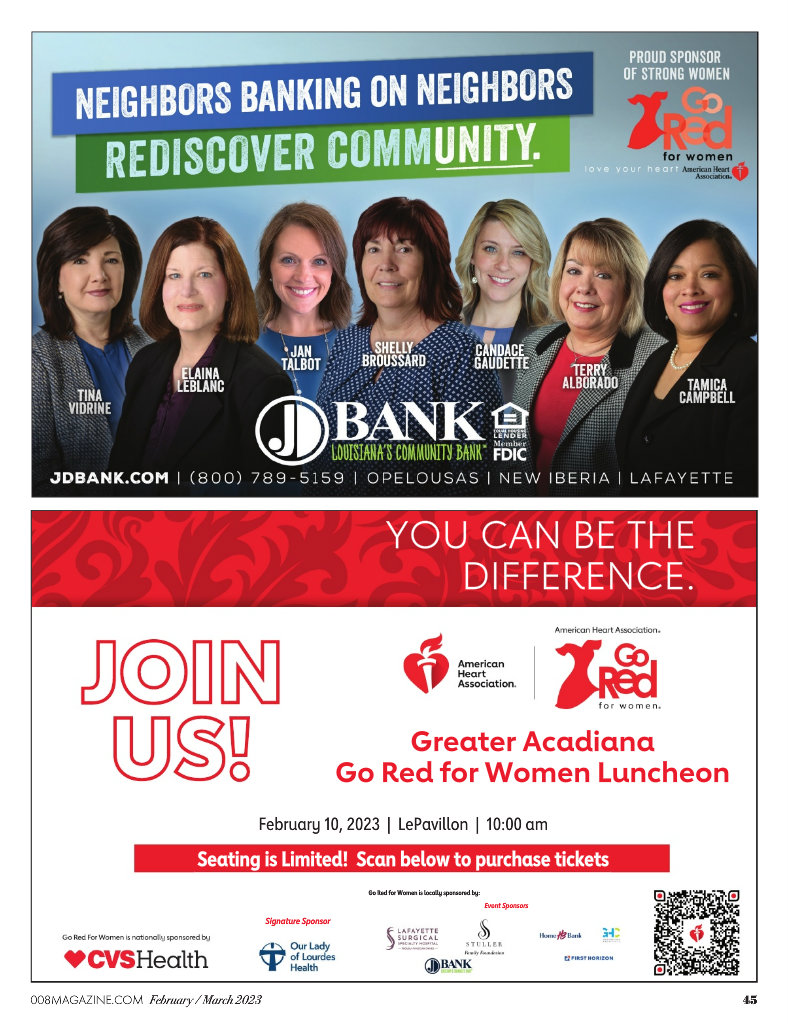 NEIGHBORS BANKING ON NEIGHBORS
REDISCOVER COMMUNITY.
PROUD SPONSOR
OF STRONG WOMEN
Go
Red
for women
love your heart
American Heart
Association®
TINA
VIDRINE
ELAINA
LEBLANC
JAN
TALBOT
SHELLY
BROUSSARD
CANDACE
GAUDETTE
TERRY
ALBORADO
TAMICA
CAMPBELL
JD BANK
LOUISIANA'S COMMUNITY BANK™
LENDER
Member
FDIC
JDBANK.COM | (800) 789-5159 | OPELOUSAS | NEW IBERIA | LAFAYETTE
YOU CAN BE THE
DIFFERENCE.
JOIN
US!
American
Heart
Association.
American Heart Association®
Go
Red
for women®
Greater Acadiana
Go Red for Women Luncheon
February 10, 2023 | LePavillon | 10:00 am
Seating is Limited! Scan below to purchase tickets
Go Red for Women is locally sponsored by:
Event Sponsors
Signature Sponsor
Go Red For Women is nationally sponsored by
CVSHealth
Our Lady
of Lourdes
Health
LAFAYETTE
SURGICAL
SPECIALTY HOSPITAL
STULLER
Family Foundation
Home Bank
FIRST HORIZON
JD BANK
008MAGAZINE.COM February / March 2023
45